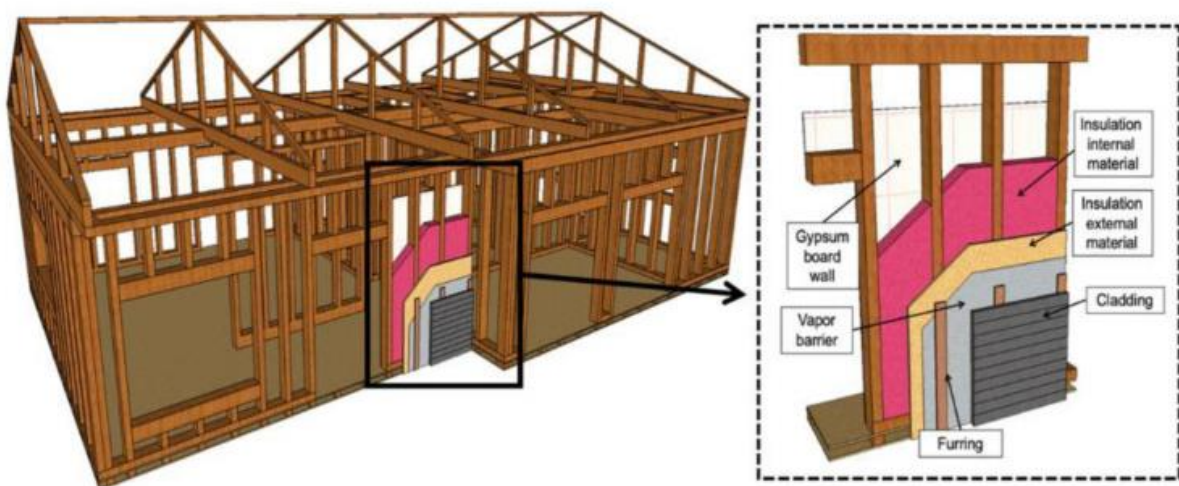 Insulation
internal
material
Insulation
external
material
Gypsum
board
wall
Cladding
Vapor
barrier
Furring